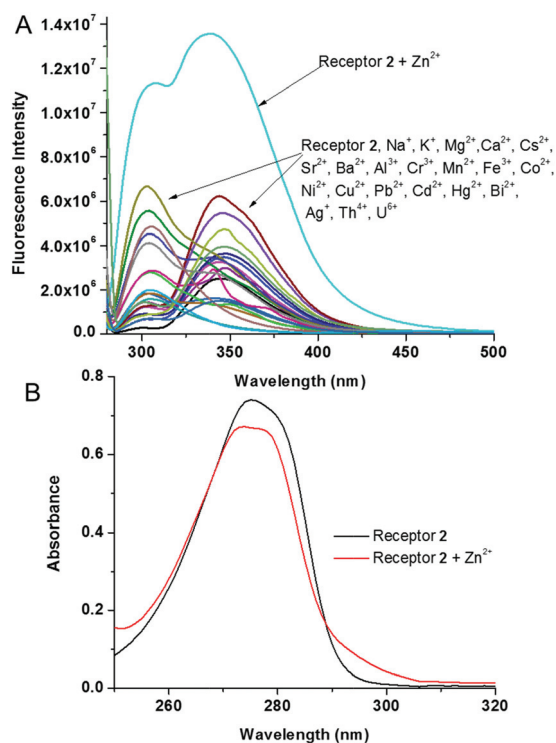 A
1.4x10⁷
1.2x10⁷
1.0x10⁷
8.0x10⁶
6.0x10⁶
4.0x10⁶
2.0x10⁶
0.0
Fluorescence Intensity
Receptor 2 + Zn²⁺
Receptor 2, Na⁺, K⁺, Mg²⁺,Ca²⁺, Cs²⁺,
Sr²⁺, Ba²⁺, Al³⁺, Cr³⁺, Mn²⁺, Fe³⁺, Co²⁺,
Ni²⁺, Cu²⁺, Pb²⁺, Cd²⁺, Hg²⁺, Bi²⁺,
Ag⁺, Th⁴⁺, U⁶⁺
300 350 400 450 500
Wavelength (nm)
B
0.8
0.6
0.4
0.2
0.0
Absorbance
Receptor 2
Receptor 2 + Zn²⁺
260 280 300 320
Wavelength (nm)